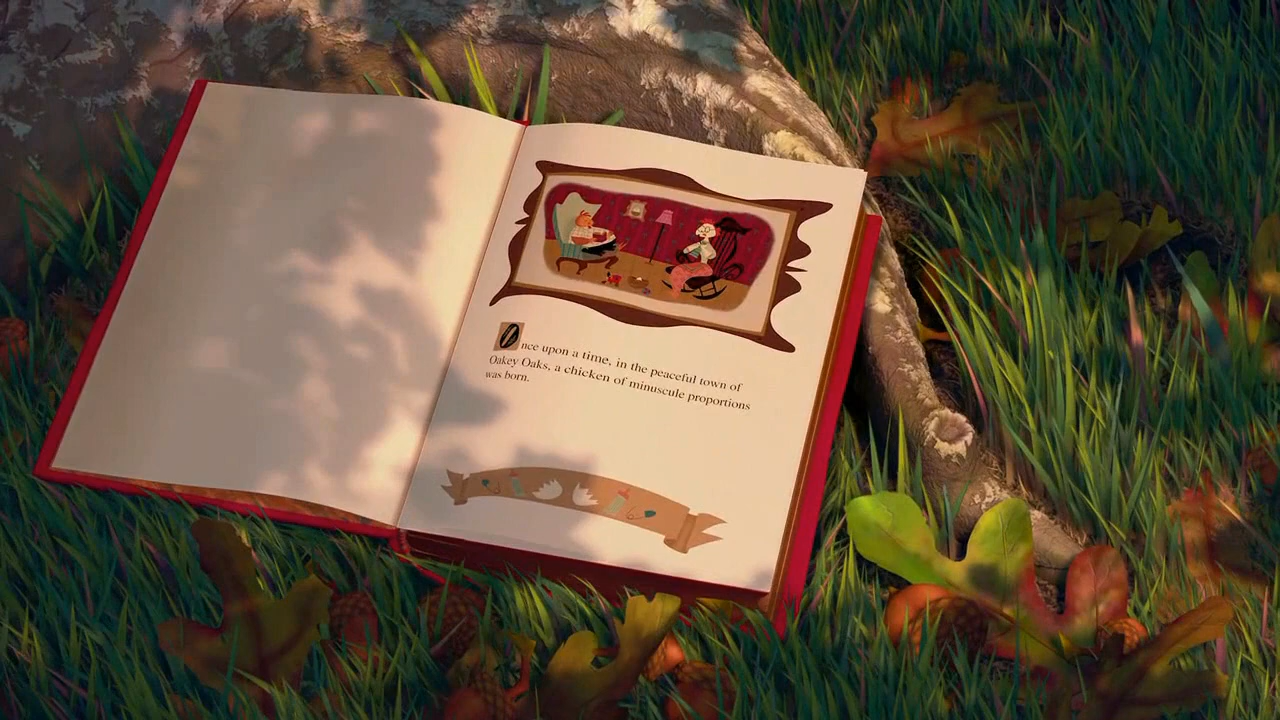 Once upon a time, in the peaceful town of
Oakey Oaks, a chicken of minuscule proportions
was born.